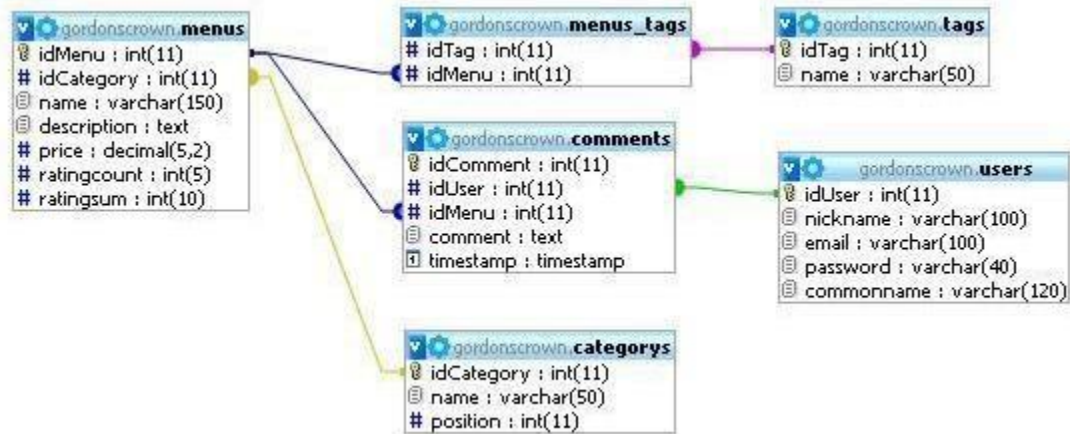 gordonscrown.menus
idMenu : int(11)
# idCategory : int(11)
name : varchar(150)
description : text
# price : decimal(5,2)
# ratingcount : int(5)
# ratingsum : int(10)
gordonscrown.menus_tags
# idTag : int(11)
# idMenu : int(11)
gordonscrown.tags
idTag : int(11)
name : varchar(50)
gordonscrown.comments
idComment : int(11)
# idUser : int(11)
# idMenu : int(11)
comment : text
timestamp : timestamp
gordonscrown.users
idUser : int(11)
nickname : varchar(100)
email : varchar(100)
password : varchar(40)
commonname : varchar(120)
gordonscrown.categorys
idCategory : int(11)
name : varchar(50)
# position : int(11)